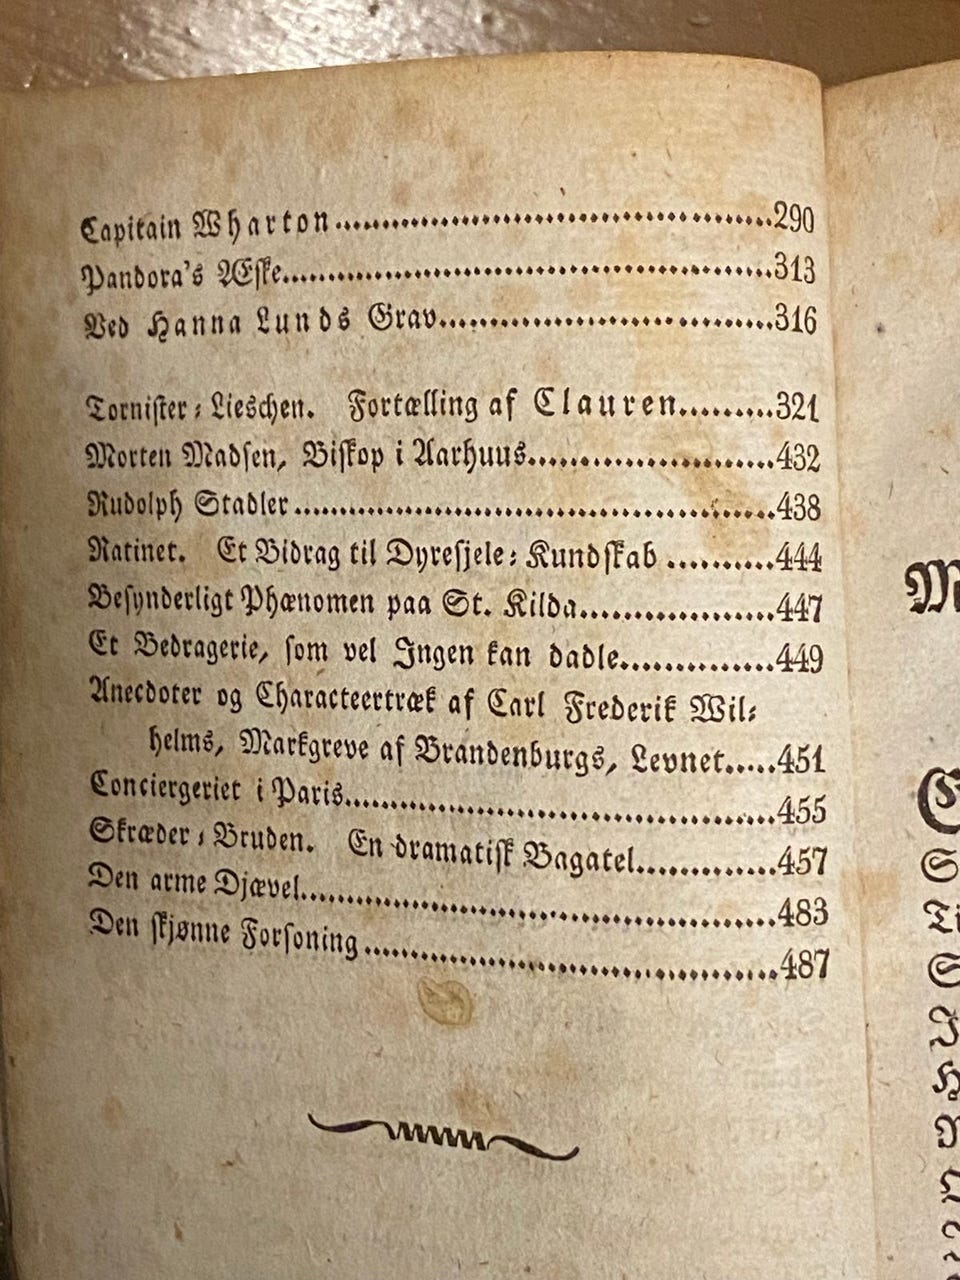 Capitain Wharton.............................................290
Pandora's Æske.............................................313
Ved Hanna Lunds Grav.............................................316
Tornister-Lieschen. Fortælling af Clauren.........321
Morten Madsen, Biskop i Aarhuus.........................432
Rudolph Stadler.............................................438
Ratinet. Et Bidrag til Dyresjele-Kundskab ..........444
Besynderligt Phænomen paa St. Kilda...................447
Et Bedragerie, som vel Ingen kan dadle...............449
Anecdoter og Characteertræk af Carl Frederik Wil-
helms, Markgreve af Brandenburgs, Levnet.....451
Conciergeriet i Paris.............................................455
Skræder-Bruden. En dramatisk Bagatel..............457
Den arme Djævel.............................................483
Den skjønne Forsoning.............................................487